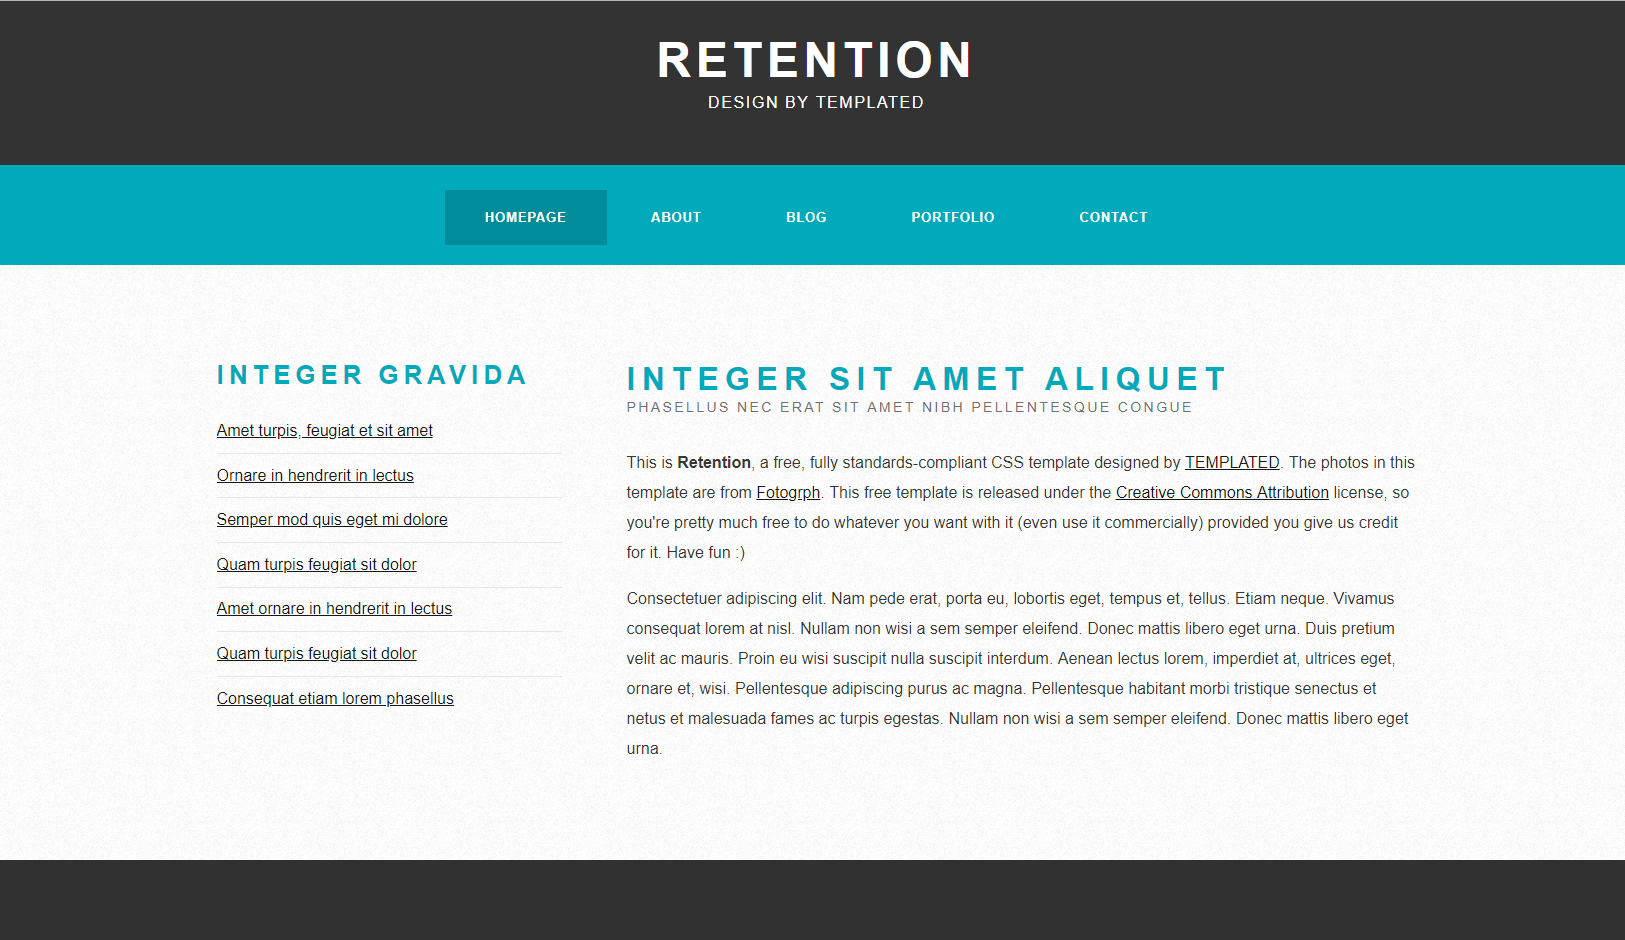 RETENTION
DESIGN BY TEMPLATED
HOMEPAGE ABOUT BLOG PORTFOLIO CONTACT
INTEGER GRAVIDA
Amet turpis, feugiat et sit amet
Ornare in hendrerit in lectus
Semper mod quis eget mi dolore
Quam turpis feugiat sit dolor
Amet ornare in hendrerit in lectus
Quam turpis feugiat sit dolor
Consequat etiam lorem phasellus
INTEGER SIT AMET ALIQUET
PHASELLUS NEC ERAT SIT AMET NIBH PELLENTESQUE CONGUE
This is Retention, a free, fully standards-compliant CSS template designed by TEMPLATED. The photos in this
template are from Fotogrph. This free template is released under the Creative Commons Attribution license, so
you're pretty much free to do whatever you want with it (even use it commercially) provided you give us credit
for it. Have fun :)
Consectetuer adipiscing elit. Nam pede erat, porta eu, lobortis eget, tempus et, tellus. Etiam neque. Vivamus
consequat lorem at nisl. Nullam non wisi a sem semper eleifend. Donec mattis libero eget urna. Duis pretium
velit ac mauris. Proin eu wisi suscipit nulla suscipit interdum. Aenean lectus lorem, imperdiet at, ultrices eget,
ornare et, wisi. Pellentesque adipiscing purus ac magna. Pellentesque habitant morbi tristique senectus et
netus et malesuada fames ac turpis egestas. Nullam non wisi a sem semper eleifend. Donec mattis libero eget
urna.